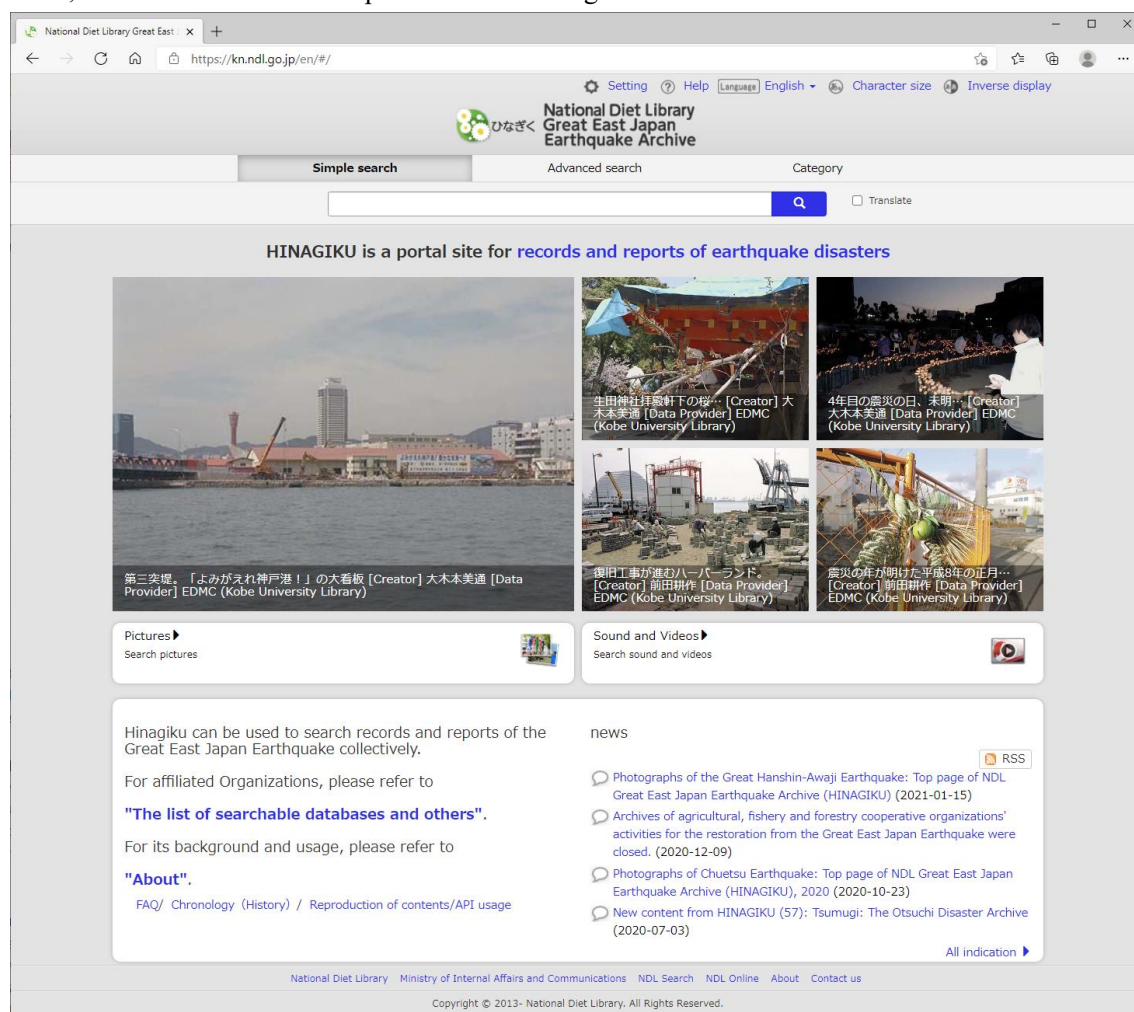 National Diet Library Great East
https://kn.ndl.go.jp/en/#/
Setting Help Language English Character size Inverse display
ひなぎく
National Diet Library
Great East Japan
Earthquake Archive
Simple search Advanced search Category
Translate
HINAGIKU is a portal site for records and reports of earthquake disasters
第三突堤。「よみがえれ神戸港!」の大看板 [Creator] 大木本美通 [Data
Provider] EDMC (Kobe University Library)
生田神社拝殿軒下の桜… [Creator] 大
木本美通 [Data Provider] EDMC
(Kobe University Library)
4年目の震災の日、未明… [Creator]
大木本美通 [Data Provider] EDMC
(Kobe University Library)
復旧工事が進むハーバーランド。
[Creator] 前田耕作 [Data Provider]
EDMC (Kobe University Library)
震災の年が明けた平成8年の正月…
[Creator] 前田耕作 [Data Provider]
EDMC (Kobe University Library)
Pictures
Search pictures
Sound and Videos
Search sound and videos
Hinagiku can be used to search records and reports of the
Great East Japan Earthquake collectively.
For affiliated Organizations, please refer to
"The list of searchable databases and others".
For its background and usage, please refer to
"About".
FAQ/ Chronology (History) / Reproduction of contents/API usage
news
RSS
Photographs of the Great Hanshin-Awaji Earthquake: Top page of NDL
Great East Japan Earthquake Archive (HINAGIKU) (2021-01-15)
Archives of agricultural, fishery and forestry cooperative organizations'
activities for the restoration from the Great East Japan Earthquake were
closed. (2020-12-09)
Photographs of Chuetsu Earthquake: Top page of NDL Great East Japan
Earthquake Archive (HINAGIKU), 2020 (2020-10-23)
New content from HINAGIKU (57): Tsumugi: The Otsuchi Disaster Archive
(2020-07-03)
All indication
National Diet Library Ministry of Internal Affairs and Communications NDL Search NDL Online About Contact us
Copyright © 2013- National Diet Library. All Rights Reserved.